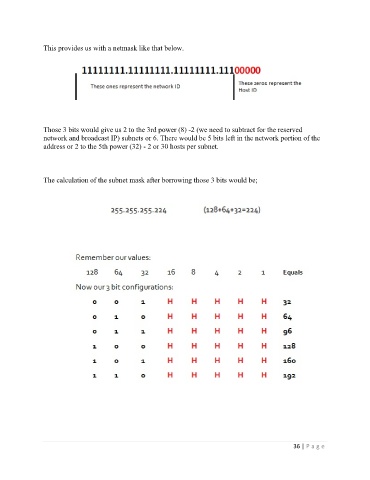 This provides us with a netmask like that below.
11111111.11111111.11111111.11100000
These ones represent the network ID
These zeros represent the
Host ID
Those 3 bits would give us 2 to the 3rd power (8) -2 (we need to subtract for the reserved
network and broadcast IP) subnets or 6. There would be 5 bits left in the network portion of the
address or 2 to the 5th power (32) - 2 or 30 hosts per subnet.
The calculation of the subnet mask after borrowing those 3 bits would be;
255.255.255.224 (128+64+32=224)
Remember our values:
128 64 32 16 8 4 2 1 Equals
Now our 3 bit configurations:
0 0 1 H H H H H 32
0 1 0 H H H H H 64
0 1 1 H H H H H 96
1 0 0 H H H H H 128
1 0 1 H H H H H 160
1 1 0 H H H H H 192
36 | P a g e